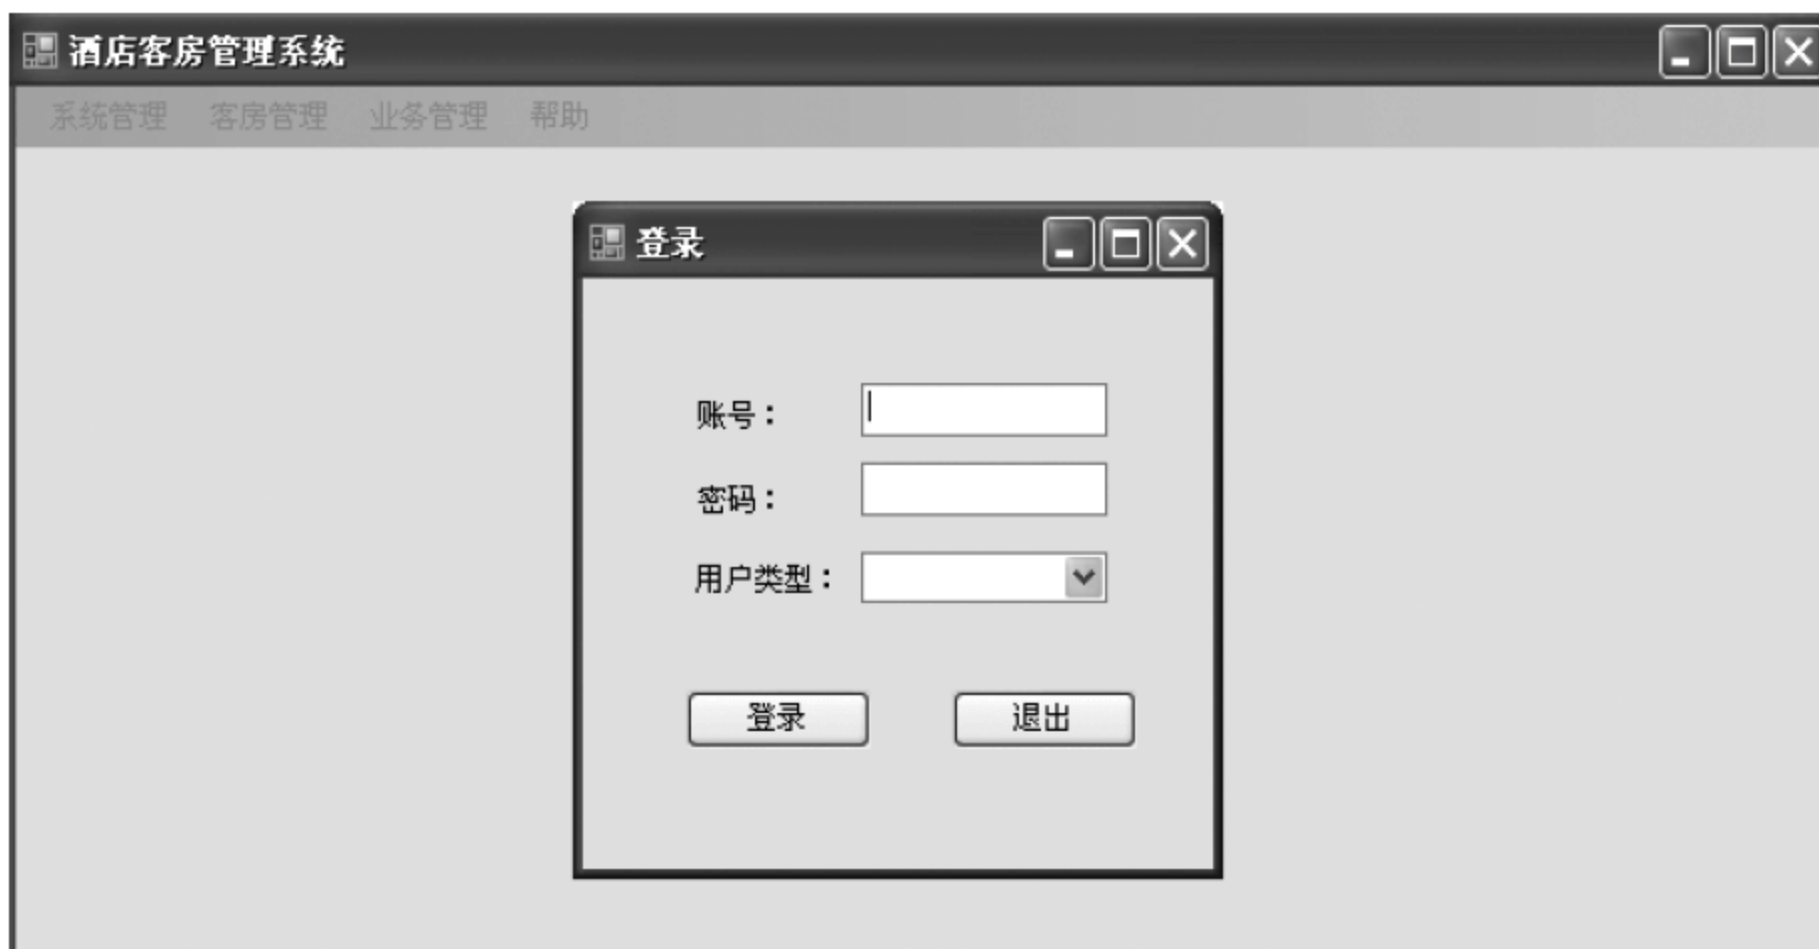 酒店客房管理系统
系统管理 客房管理 业务管理 帮助
登录
账号：
密码：
用户类型：
登录 退出